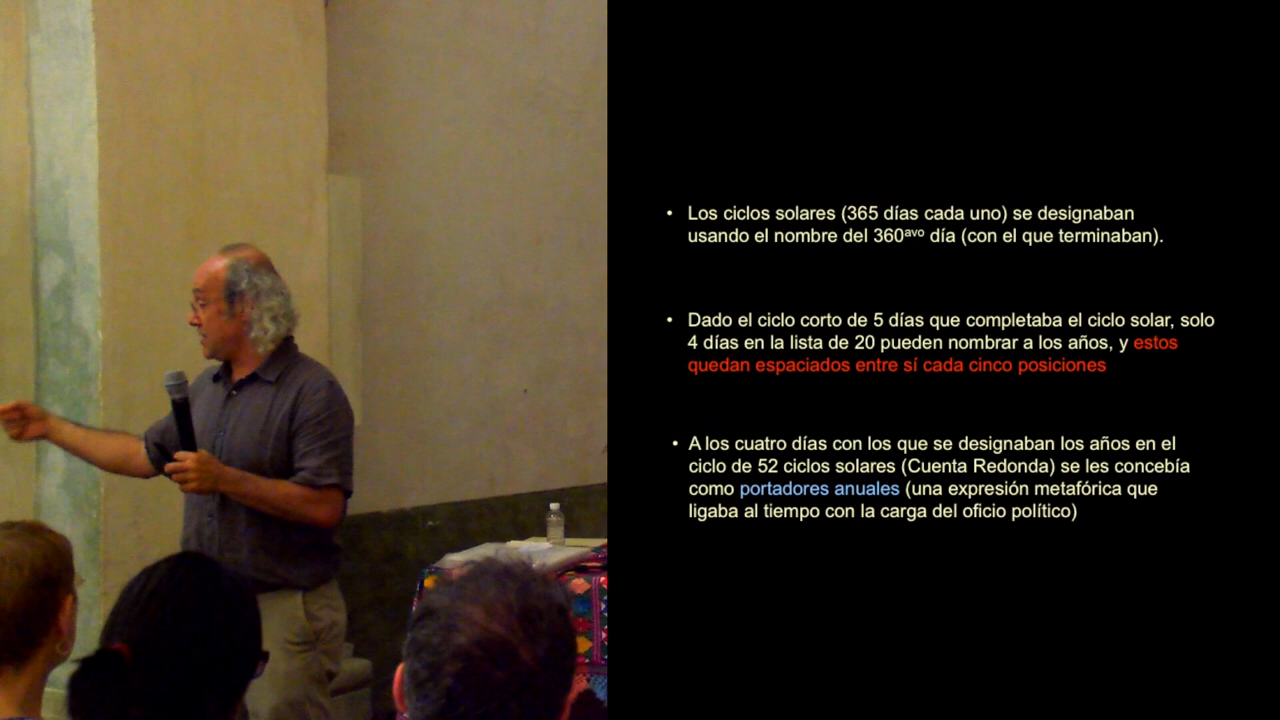 • Los ciclos solares (365 días cada uno) se designaban
usando el nombre del 360ᵃᵛᵒ día (con el que terminaban).
• Dado el ciclo corto de 5 días que completaba el ciclo solar, solo
4 días en la lista de 20 pueden nombrar a los años, y estos
quedan espaciados entre sí cada cinco posiciones
• A los cuatro días con los que se designaban los años en el
ciclo de 52 ciclos solares (Cuenta Redonda) se les concebía
como portadores anuales (una expresión metafórica que
ligaba al tiempo con la carga del oficio político)